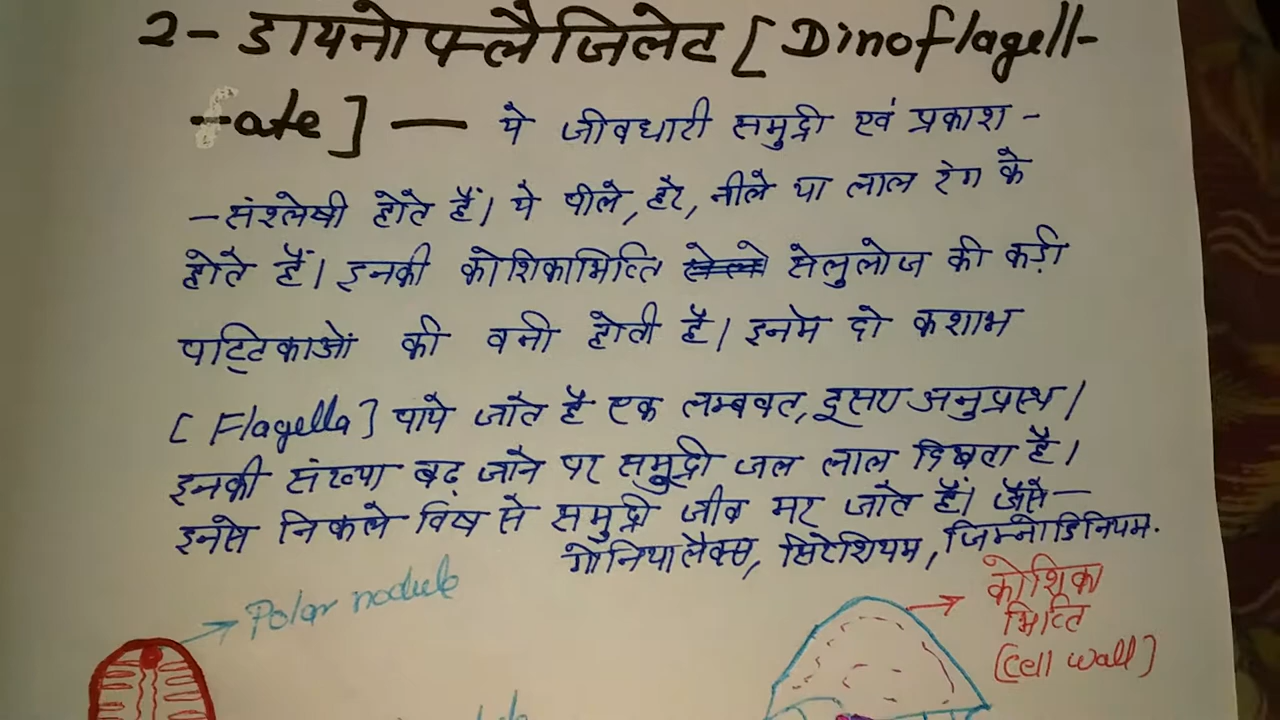 2- डायनोफ्लैजिलेट [ Dinoflagell-
-fate ] — ये जीवधारी समुद्री एवं प्रकाश -
- संश्लेषी होते हैं। ये पीले, हरे, नीले या लाल रंग के
होते हैं। इनकी कोशिकाभित्ति सेलुलोज की कड़ी
पट्टिकाओं की बनी होती है। इनमे दो कशाभ
[ Flagella ] पाये जाते है एक लम्बवत, दुसरा अनुप्रस्थ।
इनकी संख्या बढ़ जाने पर समुद्री जल लाल दिखता है।
इनसे निकले विष से समुद्री जीव मर जाते हैं। जैसे—
गोनियालैक्स, सिरेशियम, जिम्नोडिनियम.
Polar nodule
कोशिका
भित्ति
[Cell wall]